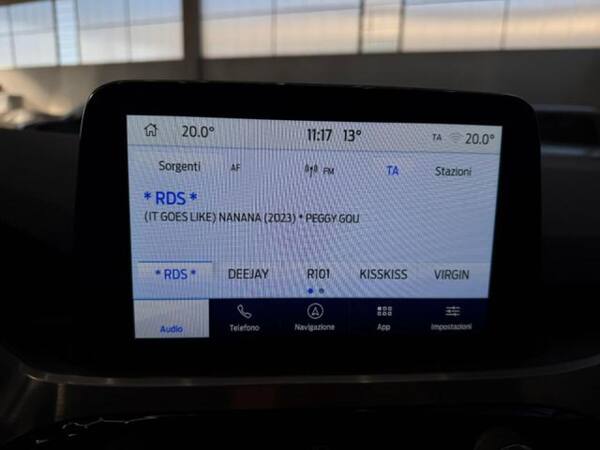 20.0° 11:17 13° TA 20.0°
Sorgenti AF FM TA Stazioni
* RDS *
(IT GOES LIKE) NANANA (2023) * PEGGY GOU
* RDS * DEEJAY R101 KISSKISS VIRGIN
Audio Telefono Navigazione App Impostazioni